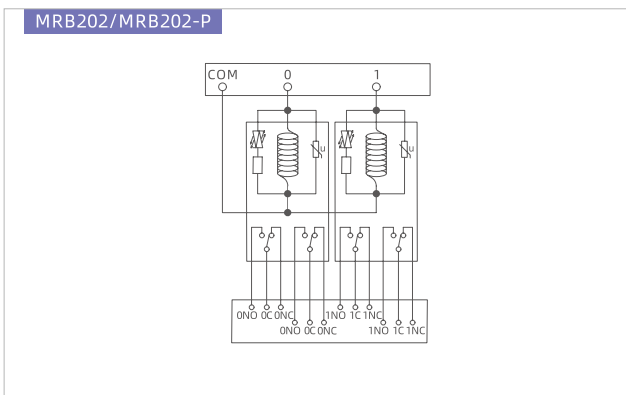 MRB202/MRB202-P
COM 0 1
u u
0NO 0C 0NC 1NO 1C 1NC
0NO 0C 0NC 1NO 1C 1NC